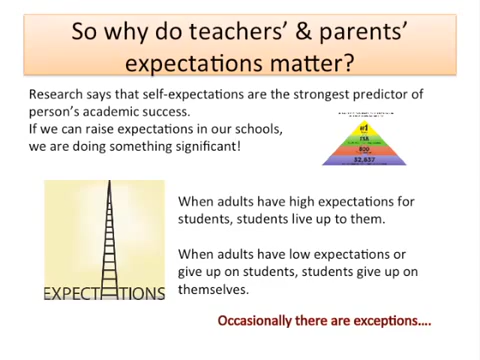 So why do teachers’ & parents’
expectations matter?
Research says that self-expectations are the strongest predictor of
person’s academic success.
If we can raise expectations in our schools,
we are doing something significant!
800
52,637
When adults have high expectations for
students, students live up to them.
When adults have low expectations or
give up on students, students give up on
themselves.
EXPECTATIONS
Occasionally there are exceptions….